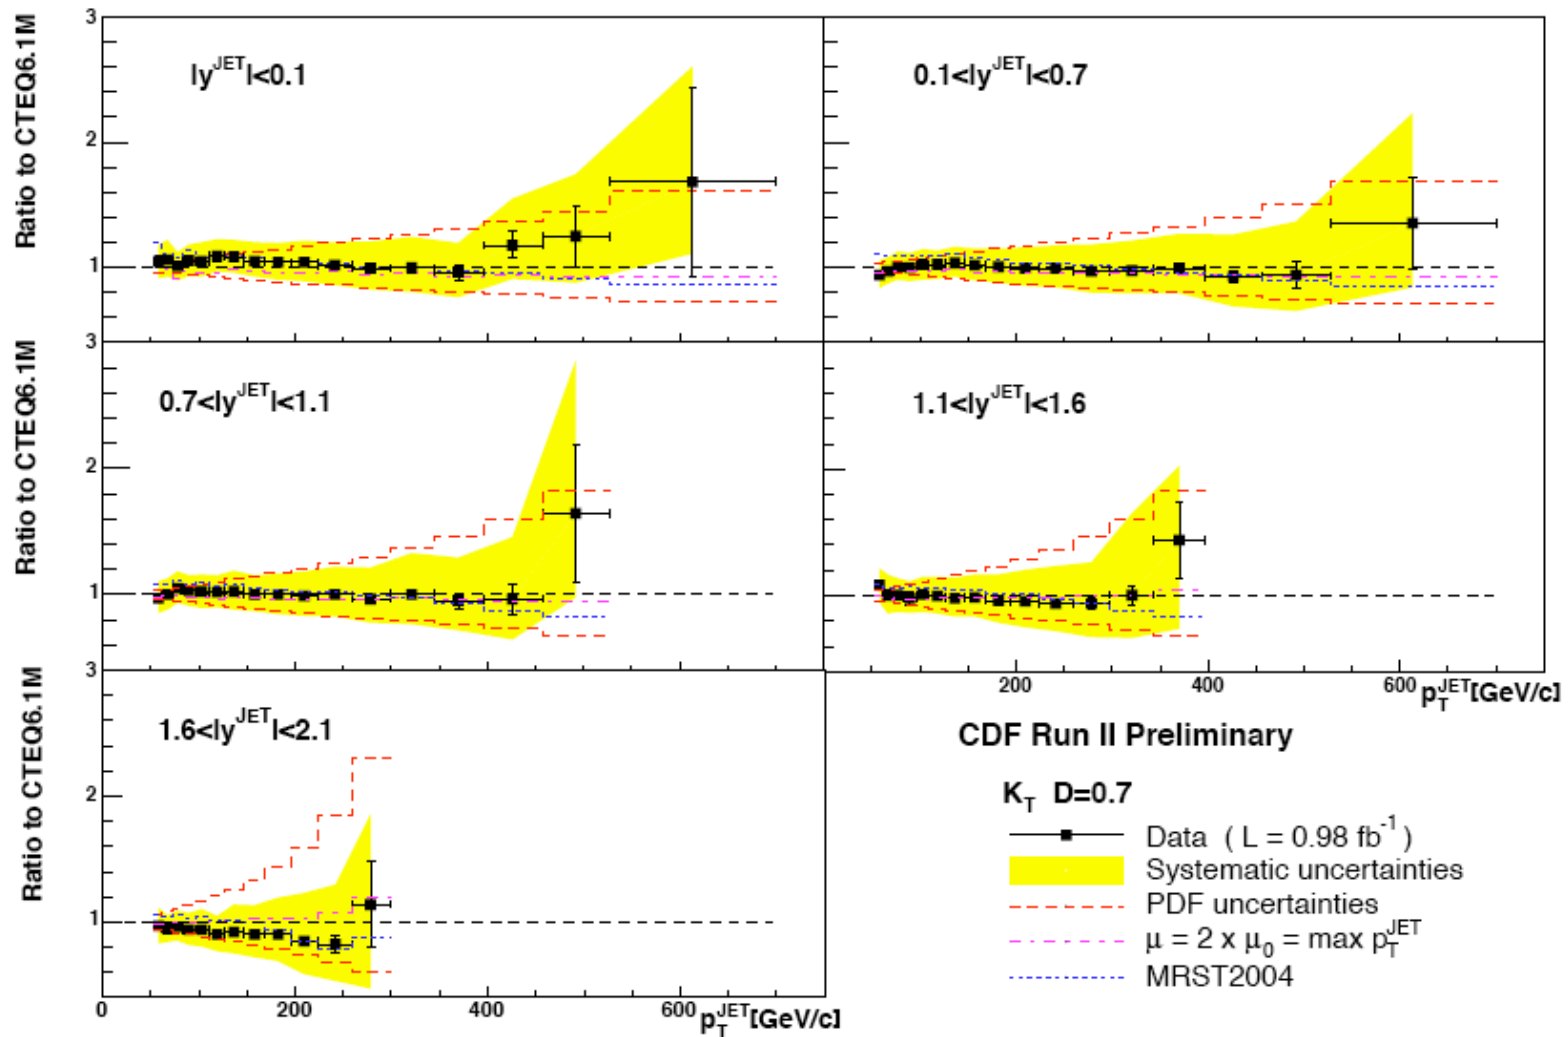 3
2
1
Ratio to CTEQ6.1M
|y^JET|<0.1
0.1<|y^JET|<0.7
3
2
1
Ratio to CTEQ6.1M
0.7<|y^JET|<1.1
1.1<|y^JET|<1.6
200 400 600 p_T^JET[GeV/c]
3
2
1
Ratio to CTEQ6.1M
1.6<|y^JET|<2.1
0 200 400 600 p_T^JET[GeV/c]
CDF Run II Preliminary
K_T D=0.7
Data ( L = 0.98 fb^-1 )
Systematic uncertainties
PDF uncertainties
μ = 2 x μ_0 = max p_T^JET
MRST2004